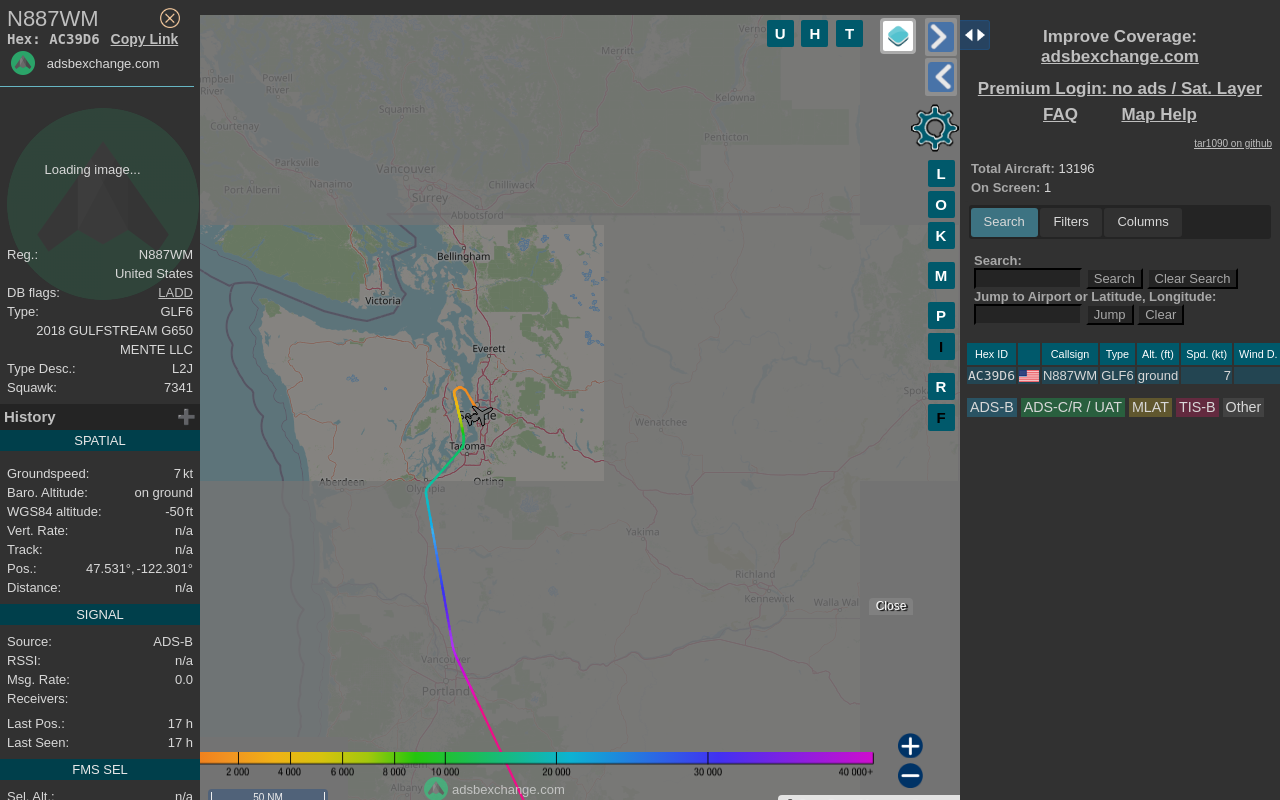 N887WM
Hex: AC39D6 Copy Link
adsbexchange.com
Loading image...
Reg.: N887WM
United States
DB flags: LADD
Type: GLF6
2018 GULFSTREAM G650
MENTE LLC
Type Desc.: L2J
Squawk: 7341
History
SPATIAL
Groundspeed: 7 kt
Baro. Altitude: on ground
WGS84 altitude: -50 ft
Vert. Rate: n/a
Track: n/a
Pos.: 47.531°, -122.301°
Distance: n/a
SIGNAL
Source: ADS-B
RSSI: n/a
Msg. Rate: 0.0
Receivers:
Last Pos.: 17 h
Last Seen: 17 h
FMS SEL
Sel. Alt.: n/a
U H T
L
O
K
M
P
I
R
F
Merritt
Powell
River
River
Squamish
Kelowna
Courtenay
Penticton
Parksville
Vancouver
Nanaimo
Port Alberni
Chilliwack
Surrey
Abbotsford
Bellingham
Victoria
Everett
Wenatchee
Tacoma
Aberdeen
Olympia
Orting
Yakima
Richland
Kennewick
Vancouver
Portland
Albany
Close
2 000 4 000 6 000 8 000 10 000 20 000 30 000 40 000+
adsbexchange.com
50 NM
Improve Coverage:
adsbexchange.com
Premium Login: no ads / Sat. Layer
FAQ Map Help
tar1090 on github
Total Aircraft: 13196
On Screen: 1
Search Filters Columns
Search:
Search Clear Search
Jump to Airport or Latitude, Longitude:
Jump Clear
Hex ID Callsign Type Alt. (ft) Spd. (kt) Wind D.
AC39D6 N887WM GLF6 ground 7
ADS-B ADS-C/R / UAT MLAT TIS-B Other